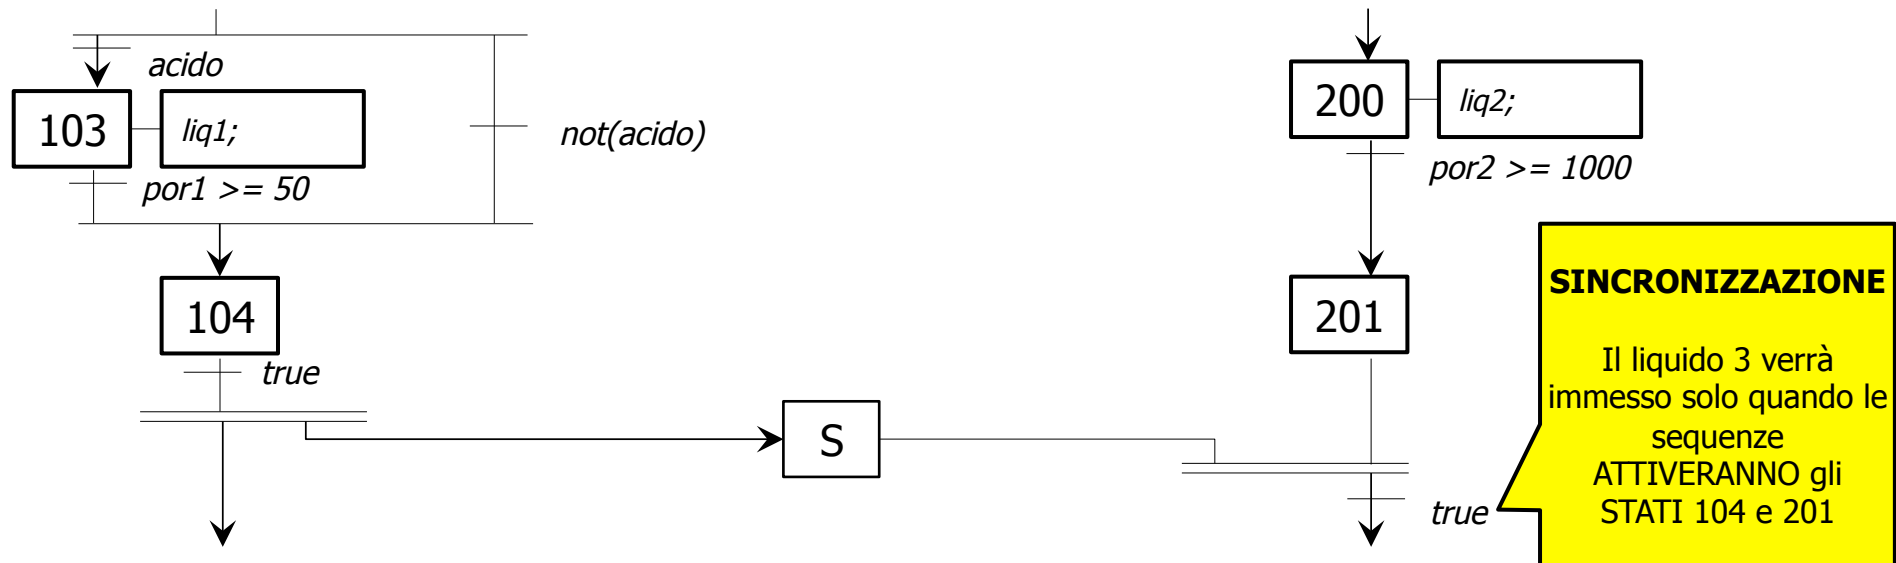 acido
103
liq1;
not(acido)
por1 >= 50
104
true
S
200
liq2;
por2 >= 1000
201
true
SINCRONIZZAZIONE
Il liquido 3 verrà
immesso solo quando le
sequenze
ATTIVERANNO gli
STATI 104 e 201